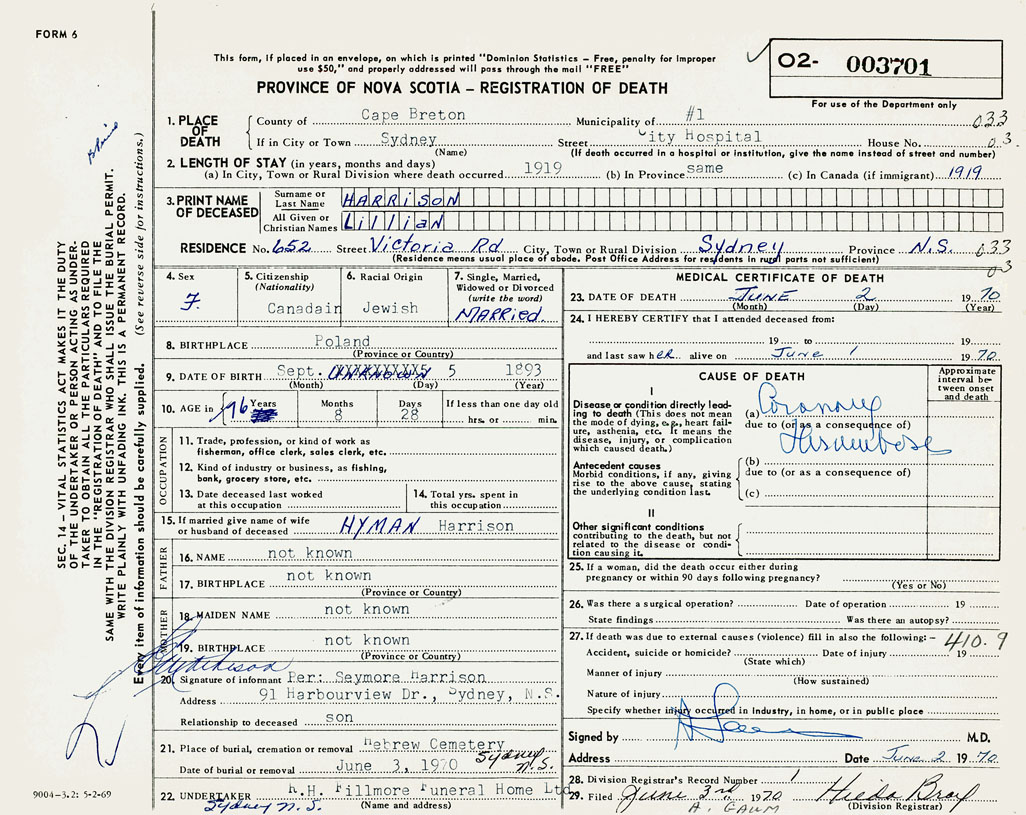 FORM 6
This form, if placed in an envelope, on which is printed "Dominion Statistics – Free, penalty for improper
use $50," and properly addressed will pass through the mail "FREE"
PROVINCE OF NOVA SCOTIA – REGISTRATION OF DEATH
02- 003701
For use of the Department only
SEC. 14 – VITAL STATISTICS ACT MAKES IT THE DUTY
OF THE UNDERTAKER OR PERSON ACTING AS UNDER-
TAKER TO OBTAIN ALL THE PARTICULARS REQUIRED
IN THE "REGISTRATION OF DEATH" AND TO FILE THE
SAME WITH THE DIVISION REGISTRAR WHO SHALL ISSUE THE BURIAL PERMIT.
WRITE PLAINLY WITH UNFADING INK. THIS IS A PERMANENT RECORD.
Every item of information should be carefully supplied. (See reverse side for instructions.)
1. PLACE OF DEATH
County of Cape Breton Municipality of #1 033
If in City or Town Sydney Street City Hospital House No. 03
(Name) (If death occurred in a hospital or institution, give the name instead of street and number)
2. LENGTH OF STAY (in years, months and days)
(a) In City, Town or Rural Division where death occurred 1919 (b) In Province same (c) In Canada (if immigrant) 1919
3. PRINT NAME OF DECEASED
Surname or Last Name HARRISON
All Given or Christian Names LilliAN
RESIDENCE No. 652 Street Victoria Rd City, Town or Rural Division Sydney Province N.S. 033
(Residence means usual place of abode. Post Office Address for residents in rural parts not sufficient) 03
4. Sex F.
5. Citizenship (Nationality) Canadain
6. Racial Origin Jewish
7. Single, Married, Widowed or Divorced (write the word) MARRIED.
8. BIRTHPLACE Poland
(Province or Country)
9. DATE OF BIRTH Sept. 5 1893
(Month) (Day) (Year)
10. AGE in 76 Years Months 8 Days 28 If less than one day old
hrs. or min.
OCCUPATION
11. Trade, profession, or kind of work as
fisherman, office clerk, sales clerk, etc.
12. Kind of industry or business, as fishing,
bank, grocery store, etc.
13. Date deceased last worked
at this occupation
14. Total yrs. spent in
this occupation
15. If married give name of wife
or husband of deceased HYMAN Harrison
FATHER
16. NAME not known
17. BIRTHPLACE not known
(Province or Country)
MOTHER
18. MAIDEN NAME not known
19. BIRTHPLACE not known
(Province or Country)
20. Signature of informant Per: Seymore Harrison
Address 91 Harbourview Dr., Sydney, N.S.
Relationship to deceased son
21. Place of burial, cremation or removal Hebrew Cemetery Sydney N.S.
Date of burial or removal June 3, 1970
22. UNDERTAKER Fillmore Funeral Home Ltd
Sydney N.S. (Name and address)
9004-3.2: 5-2-69
MEDICAL CERTIFICATE OF DEATH
23. DATE OF DEATH JUNE 2 1970
(Month) (Day) (Year)
24. I HEREBY CERTIFY that I attended deceased from:
19 to
and last saw hER alive on June 1 1970
CAUSE OF DEATH
Approximate interval between onset and death
I
Disease or condition directly lead-
ing to death (This does not mean
the mode of dying, e.g., heart fail-
ure, asthenia, etc. It means the
disease, injury, or complication
which caused death.)
(a) Coronary
due to (or as a consequence of)
Antecedent causes
Morbid conditions, if any, giving
rise to the above cause, stating
the underlying condition last.
(b)
due to (or as a consequence of)
(c)
II
Other significant conditions
contributing to the death, but not
related to the disease or condi-
tion causing it.
25. If a woman, did the death occur either during
pregnancy or within 90 days following pregnancy?
(Yes or No)
26. Was there a surgical operation? Date of operation 19
State findings Was there an autopsy?
27. If death was due to external causes (violence) fill in also the following:– 410.9
Accident, suicide or homicide? Date of injury 19
(State which)
Manner of injury
(How sustained)
Nature of injury
Specify whether injury occurred in industry, in home, or in public place
Signed by M.D.
Address Date June 2 1970
28. Division Registrar's Record Number 1
29. Filed June 3rd 1970 Hilda Bray
(Division Registrar)